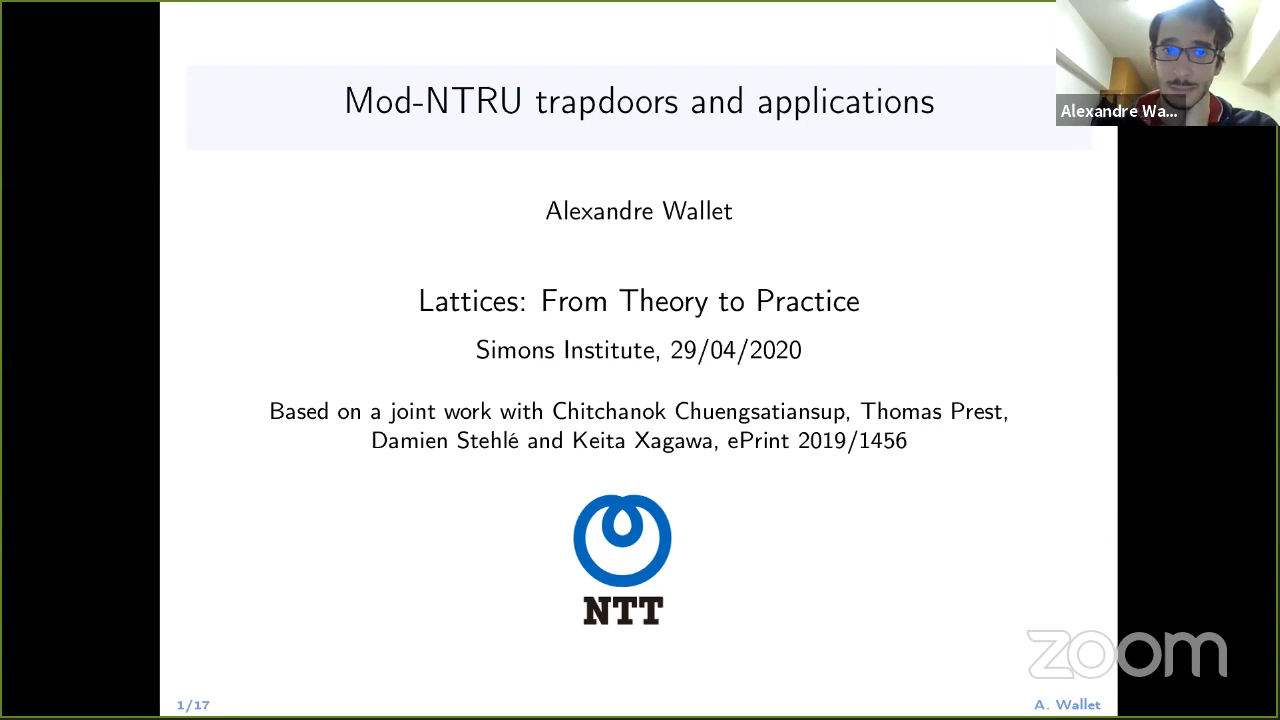 Mod-NTRU trapdoors and applications
Alexandre Wa...
Alexandre Wallet
Lattices: From Theory to Practice
Simons Institute, 29/04/2020
Based on a joint work with Chitchanok Chuengsatiansup, Thomas Prest,
Damien Stehlé and Keita Xagawa, ePrint 2019/1456
NTT
zoom
1/17
A. Wallet